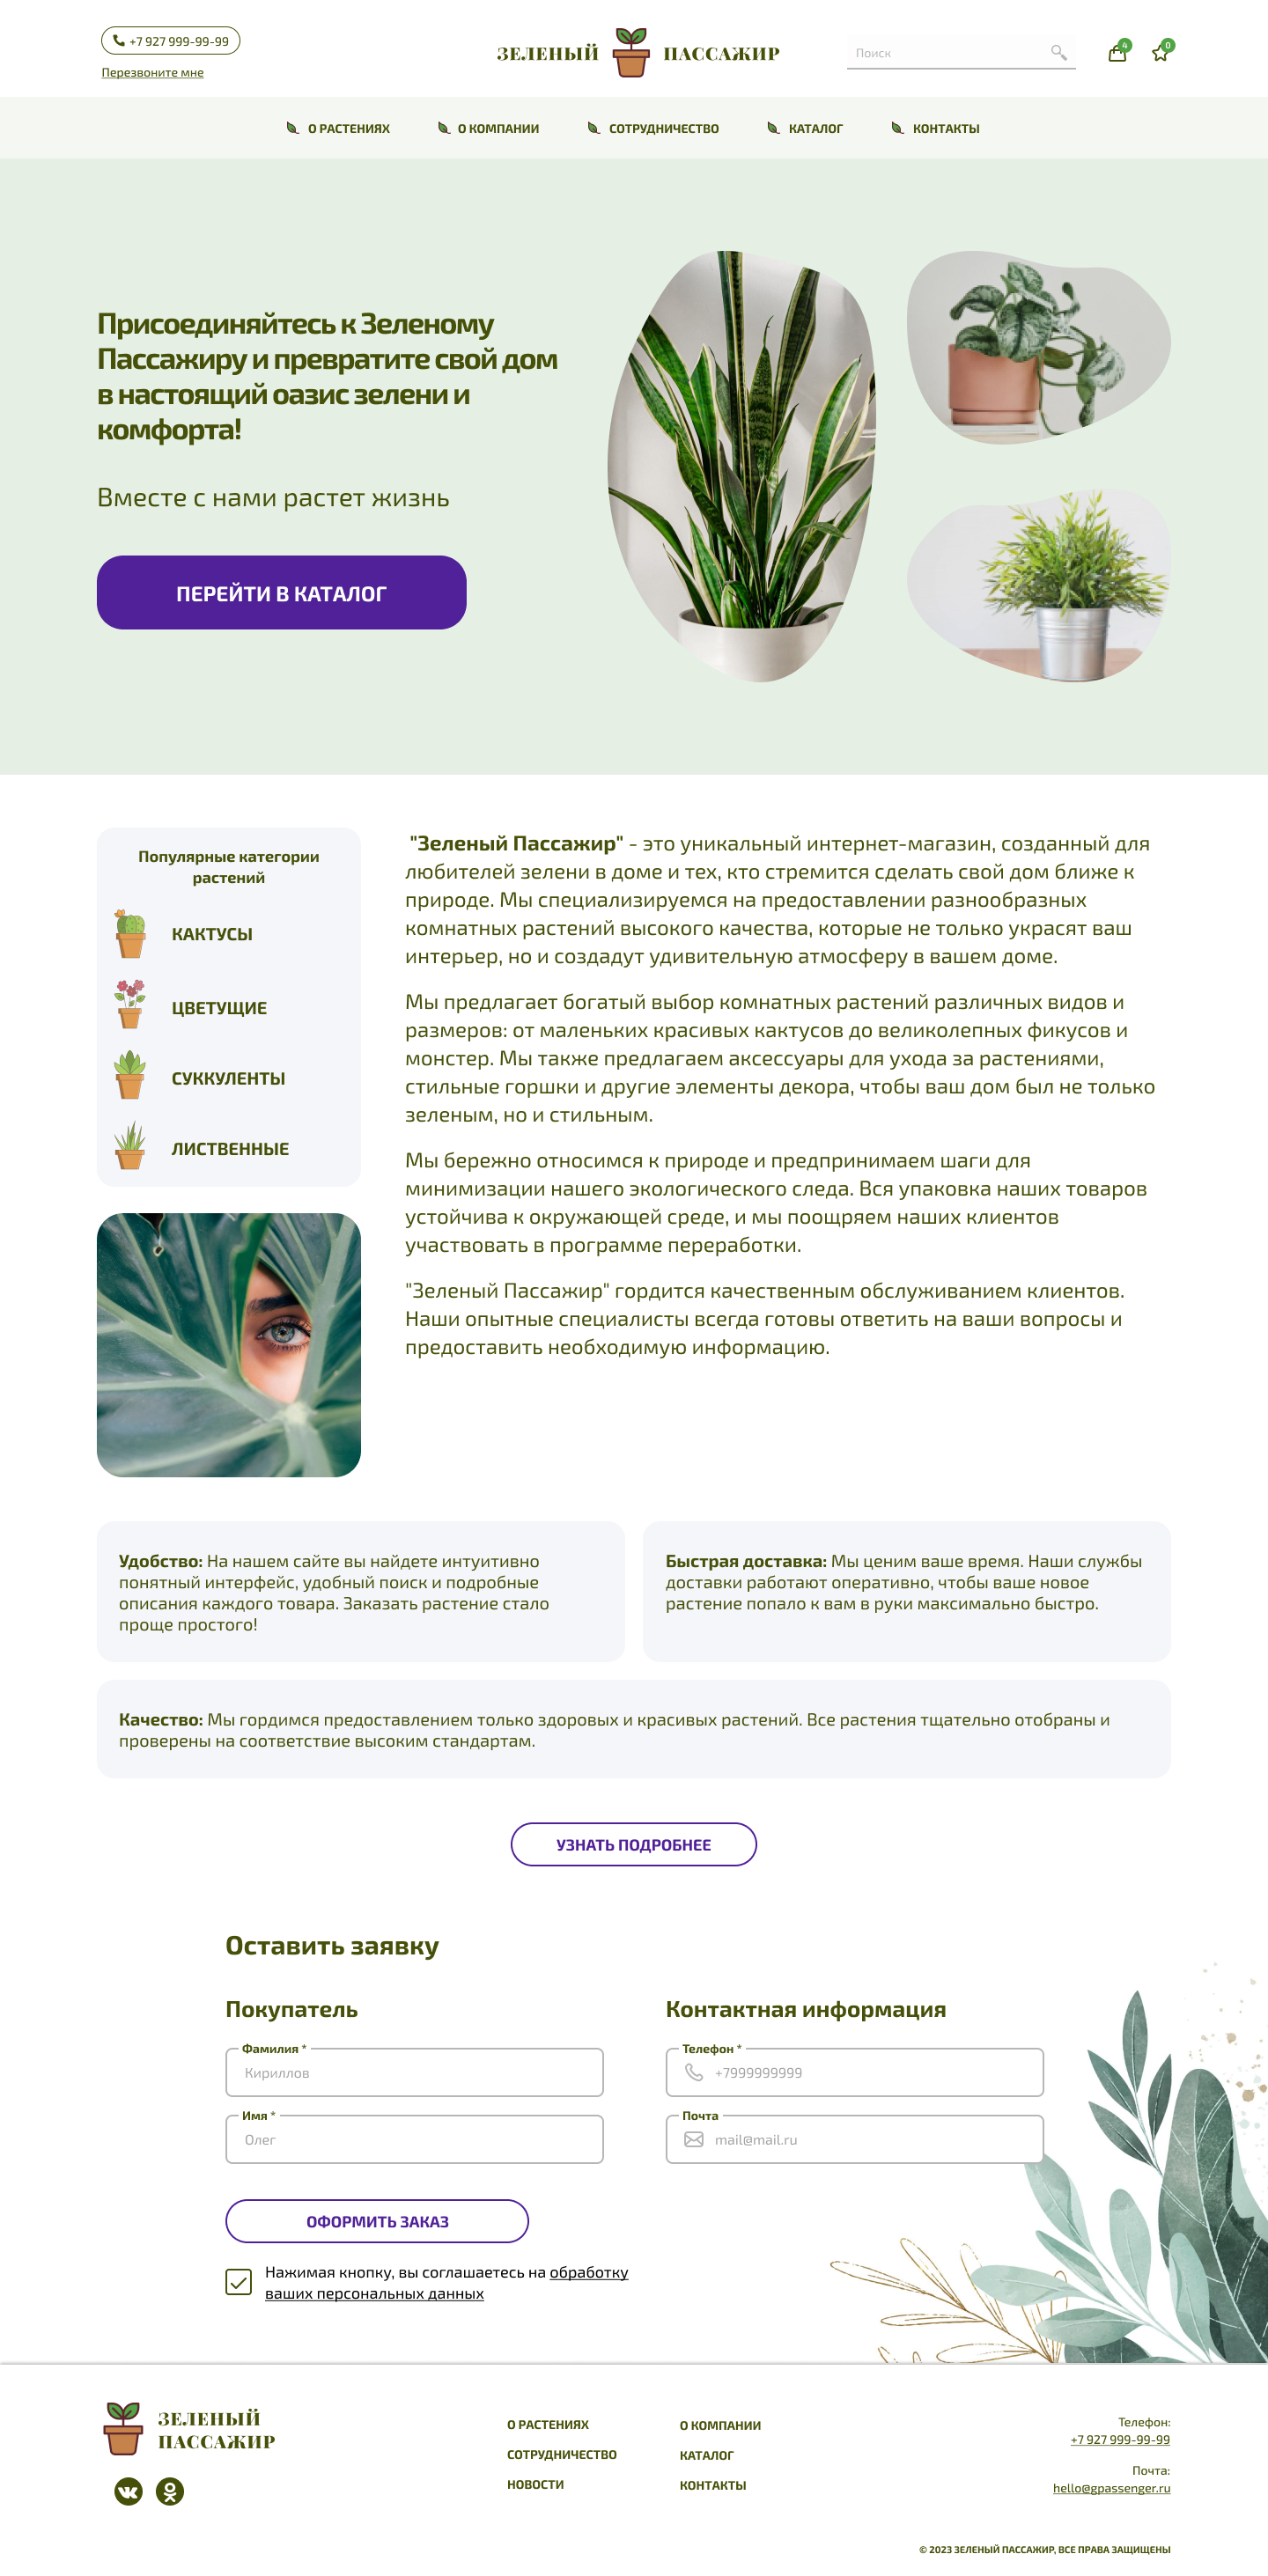 +7 927 999-99-99
Перезвоните мне
ЗЕЛЕНЫЙ ПАССАЖИР
Поиск
4
0
О РАСТЕНИЯХ
О КОМПАНИИ
СОТРУДНИЧЕСТВО
КАТАЛОГ
КОНТАКТЫ
Присоединяйтесь к Зеленому
Пассажиру и превратите свой дом
в настоящий оазис зелени и
комфорта!
Вместе с нами растет жизнь
ПЕРЕЙТИ В КАТАЛОГ
Популярные категории
растений
КАКТУСЫ
ЦВЕТУЩИЕ
СУККУЛЕНТЫ
ЛИСТВЕННЫЕ
"Зеленый Пассажир" - это уникальный интернет-магазин, созданный для
любителей зелени в доме и тех, кто стремится сделать свой дом ближе к
природе. Мы специализируемся на предоставлении разнообразных
комнатных растений высокого качества, которые не только украсят ваш
интерьер, но и создадут удивительную атмосферу в вашем доме.
Мы предлагает богатый выбор комнатных растений различных видов и
размеров: от маленьких красивых кактусов до великолепных фикусов и
монстер. Мы также предлагаем аксессуары для ухода за растениями,
стильные горшки и другие элементы декора, чтобы ваш дом был не только
зеленым, но и стильным.
Мы бережно относимся к природе и предпринимаем шаги для
минимизации нашего экологического следа. Вся упаковка наших товаров
устойчива к окружающей среде, и мы поощряем наших клиентов
участвовать в программе переработки.
"Зеленый Пассажир" гордится качественным обслуживанием клиентов.
Наши опытные специалисты всегда готовы ответить на ваши вопросы и
предоставить необходимую информацию.
Удобство: На нашем сайте вы найдете интуитивно
понятный интерфейс, удобный поиск и подробные
описания каждого товара. Заказать растение стало
проще простого!
Быстрая доставка: Мы ценим ваше время. Наши службы
доставки работают оперативно, чтобы ваше новое
растение попало к вам в руки максимально быстро.
Качество: Мы гордимся предоставлением только здоровых и красивых растений. Все растения тщательно отобраны и
проверены на соответствие высоким стандартам.
УЗНАТЬ ПОДРОБНЕЕ
Оставить заявку
Покупатель
Фамилия *
Кириллов
Имя *
Олег
Контактная информация
Телефон *
+7999999999
Почта
mail@mail.ru
ОФОРМИТЬ ЗАКАЗ
Нажимая кнопку, вы соглашаетесь на обработку
ваших персональных данных
ЗЕЛЕНЫЙ
ПАССАЖИР
О РАСТЕНИЯХ
СОТРУДНИЧЕСТВО
НОВОСТИ
О КОМПАНИИ
КАТАЛОГ
КОНТАКТЫ
Телефон:
+7 927 999-99-99
Почта:
hello@gpassenger.ru
© 2023 ЗЕЛЕНЫЙ ПАССАЖИР, ВСЕ ПРАВА ЗАЩИЩЕНЫ